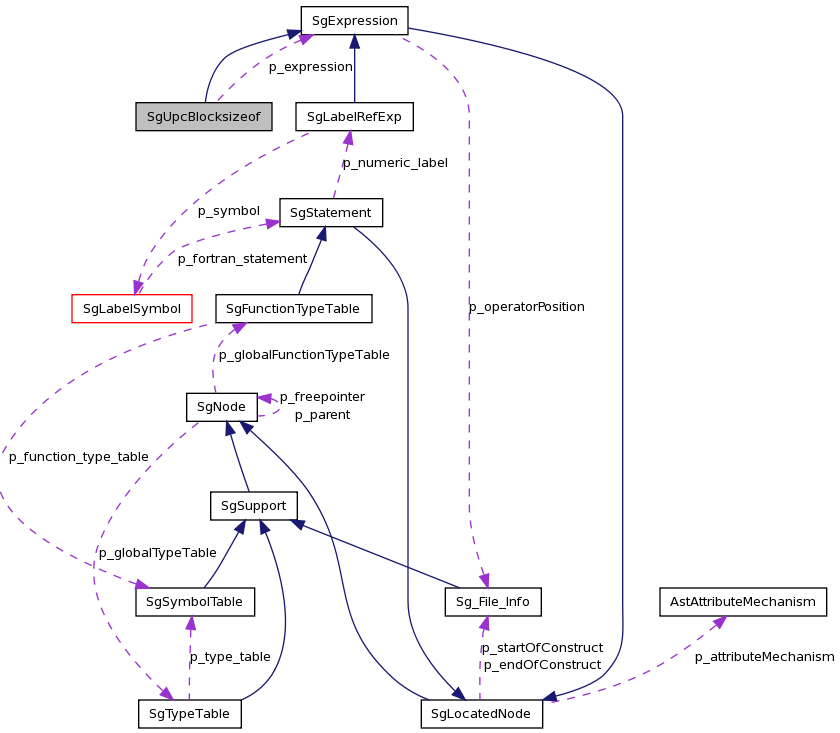 SgExpression
p_expression
SgUpcBlocksizeof
SgLabelRefExp
p_numeric_label
p_symbol
SgStatement
p_fortran_statement
SgLabelSymbol
SgFunctionTypeTable
p_operatorPosition
p_globalFunctionTypeTable
SgNode
p_freepointer
p_parent
p_function_type_table
SgSupport
p_globalTypeTable
SgSymbolTable
Sg_File_Info
AstAttributeMechanism
p_type_table
p_startOfConstruct
p_endOfConstruct
p_attributeMechanism
SgTypeTable
SgLocatedNode